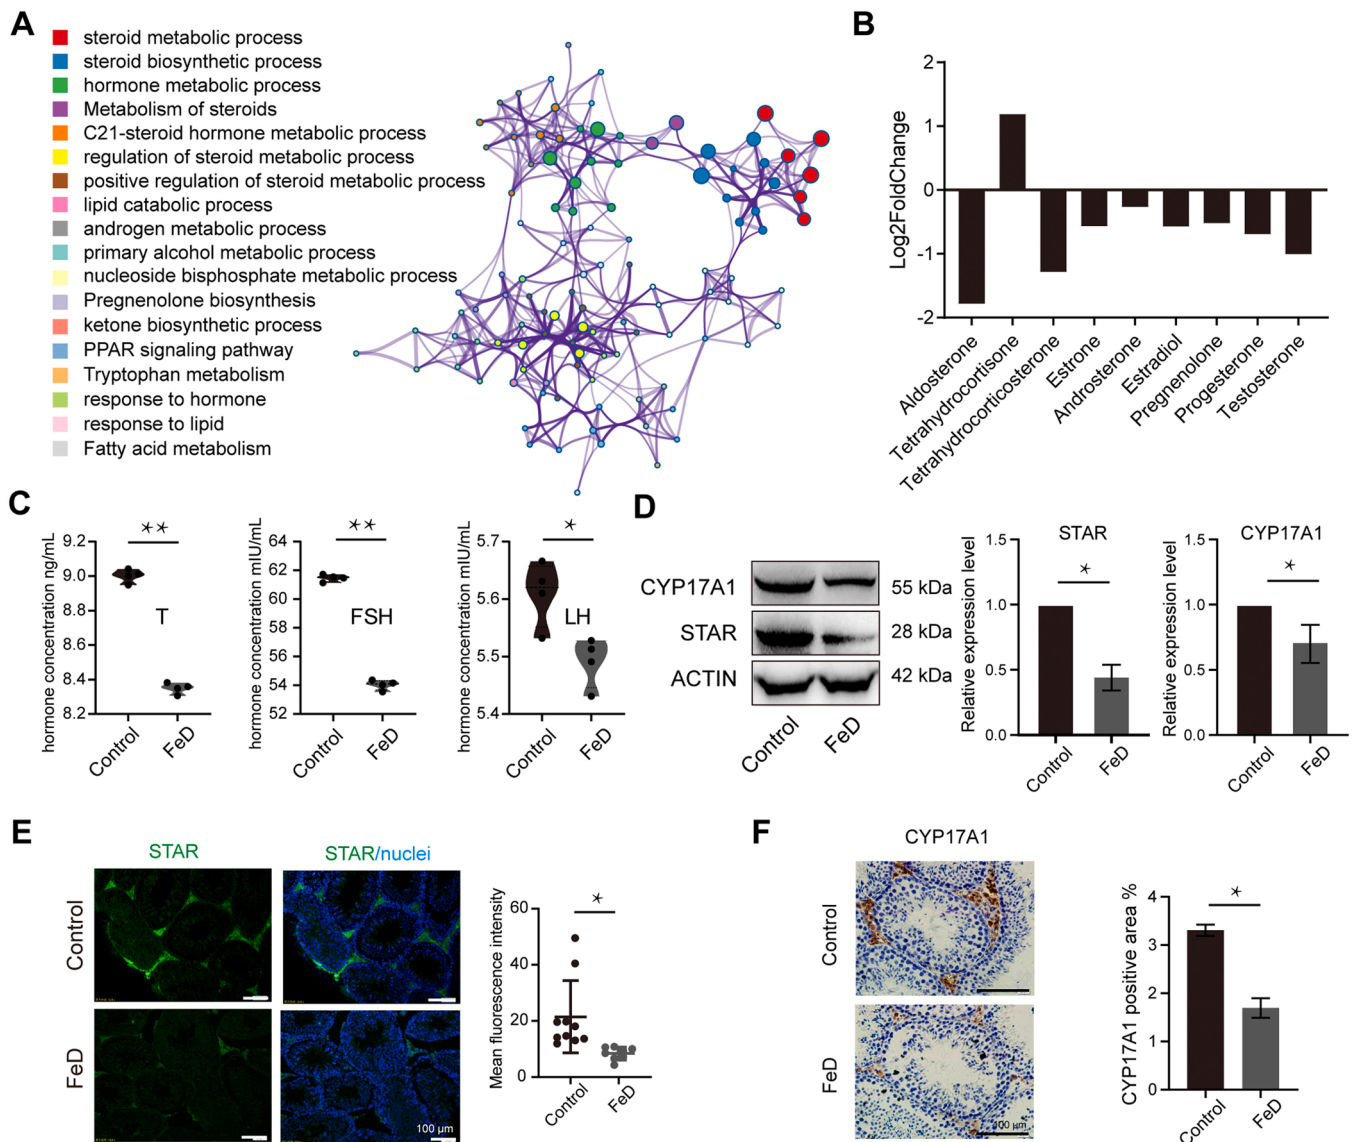 A
steroid metabolic process
steroid biosynthetic process
hormone metabolic process
Metabolism of steroids
C21-steroid hormone metabolic process
regulation of steroid metabolic process
positive regulation of steroid metabolic process
lipid catabolic process
androgen metabolic process
primary alcohol metabolic process
nucleoside bisphosphate metabolic process
Pregnenolone biosynthesis
ketone biosynthetic process
PPAR signaling pathway
Tryptophan metabolism
response to hormone
response to lipid
Fatty acid metabolism
B
Log2FoldChange
2
1
0
-1
-2
Aldosterone
Tetrahydrocortisone
Tetrahydrocorticosterone
Estrone
Androsterone
Estradiol
Pregnenolone
Progesterone
Testosterone
C
hormone concentration ng/mL
9.2
9.0
8.8
8.6
8.4
8.2
**
T
Control
FeD
hormone concentration mIU/mL
64
62
60
58
56
54
52
**
FSH
Control
FeD
hormone concentration mIU/mL
5.7
5.6
5.5
5.4
*
LH
Control
FeD
D
CYP17A1
55 kDa
STAR
28 kDa
ACTIN
42 kDa
Control
FeD
STAR
Relative expression level
1.5
1.0
0.5
0.0
*
Control
FeD
CYP17A1
Relative expression level
1.5
1.0
0.5
0.0
*
Control
FeD
E
STAR
STAR/nuclei
Control
FeD
100 μm
Mean fluorescence intensity
60
40
20
0
*
Control
FeD
F
CYP17A1
Control
FeD
100 μm
CYP17A1 positive area %
4
3
2
1
0
*
Control
FeD